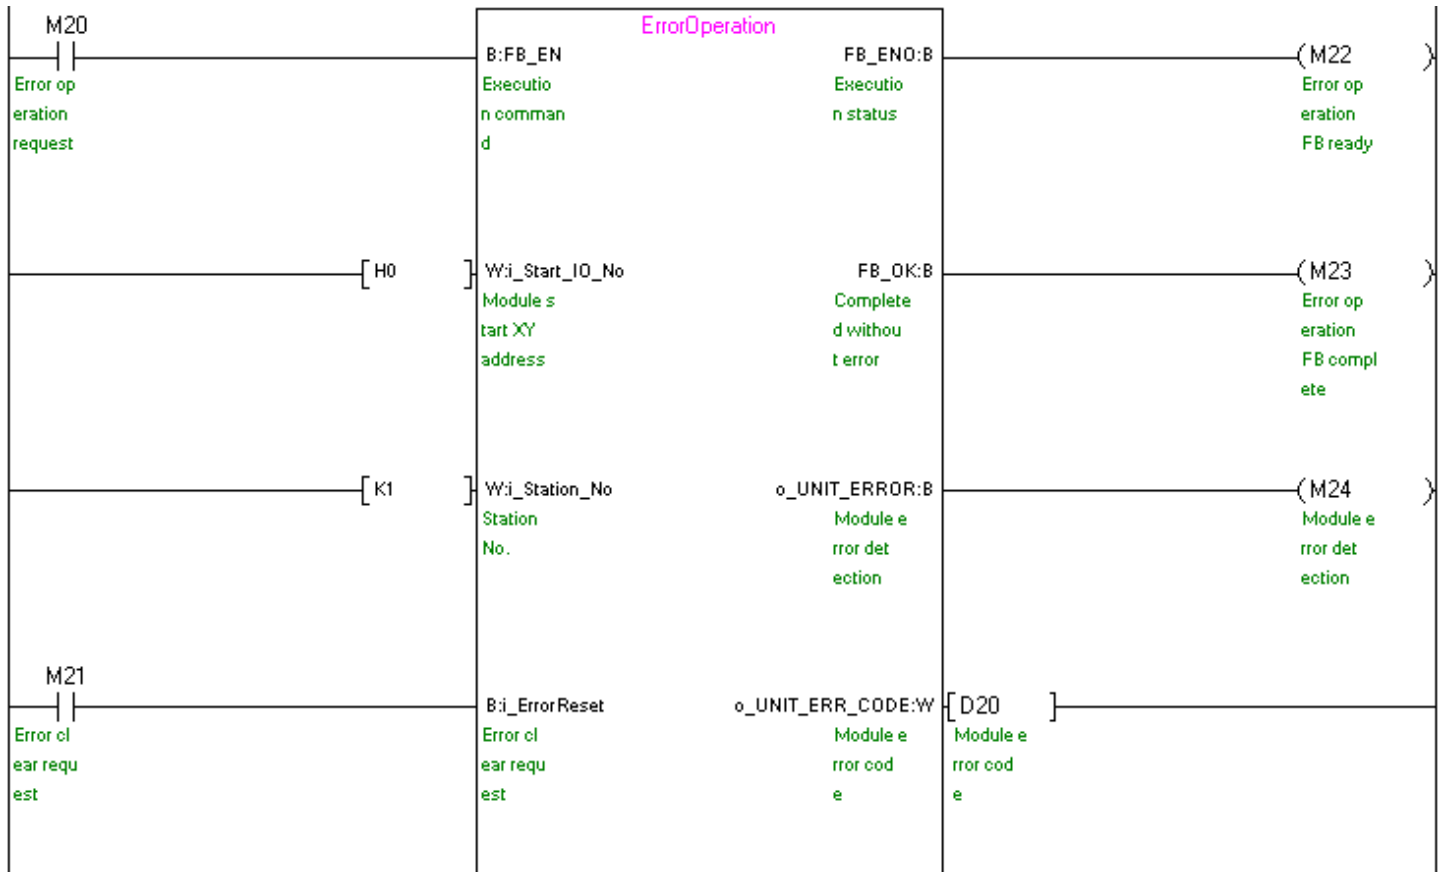 M20
ErrorOperation
B:FB_EN
FB_ENO:B
(M22 )
Error op
eration
request
Executio
n comman
d
Executio
n status
Error op
eration
FB ready
[ H0 ]
W:i_Start_IO_No
FB_OK:B
(M23 )
Module s
tart XY
address
Complete
d withou
t error
Error op
eration
FB compl
ete
[ K1 ]
W:i_Station_No
o_UNIT_ERROR:B
(M24 )
Station
No.
Module e
rror det
ection
Module e
rror det
ection
M21
B:i_ErrorReset
o_UNIT_ERR_CODE:W
[ D20 ]
Error cl
ear requ
est
Error cl
ear requ
est
Module e
rror cod
e
Module e
rror cod
e